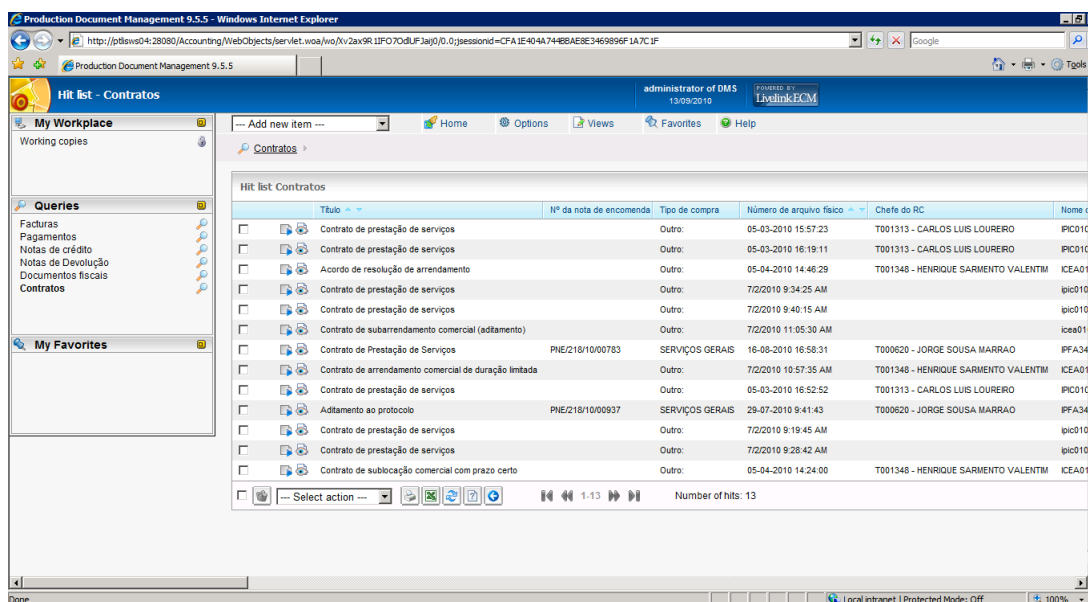 Production Document Management 9.5.5 - Windows Internet Explorer
http://ptlisws04:28080/Accounting/WebObjects/servlet.woa/wo/Xv2ax9R1IFO7OdlUFJaij0/0.0;jsessionid=CFA1E404A744BBAE8E3469896F1A7C1F
Google
Production Document Management 9.5.5
Tools
Hit list - Contratos
administrator of DMS
13/09/2010
POWERED BY
LivelinkECM
My Workplace
Working copies
Queries
Facturas
Pagamentos
Notas de crédito
Notas de Devolução
Documentos fiscais
Contratos
My Favorites
--- Add new item --- Home Options Views Favorites Help
Contratos
Hit list Contratos
Título Nº da nota de encomenda Tipo de compra Número de arquivo físico Chefe do RC Nome
Contrato de prestação de serviços Outro: 05-03-2010 15:57:23 T001313 - CARLOS LUIS LOUREIRO IPIC010
Contrato de prestação de serviços Outro: 05-03-2010 16:19:11 T001313 - CARLOS LUIS LOUREIRO IPIC010
Acordo de resolução de arrendamento Outro: 05-04-2010 14:46:29 T001348 - HENRIQUE SARMENTO VALENTIM ICEA01
Contrato de prestação de serviços Outro: 7/2/2010 9:34:25 AM ipic010
Contrato de prestação de serviços Outro: 7/2/2010 9:40:15 AM ipic010
Contrato de subarrendamento comercial (aditamento) Outro: 7/2/2010 11:05:30 AM icea01
Contrato de Prestação de Serviços PNE/218/10/00783 SERVIÇOS GERAIS 16-08-2010 16:58:31 T000620 - JORGE SOUSA MARRAO IPFA34
Contrato de arrendamento comercial de duração limitada Outro: 7/2/2010 10:57:35 AM T001348 - HENRIQUE SARMENTO VALENTIM ICEA01
Contrato de prestação de serviços Outro: 05-03-2010 16:52:52 T001313 - CARLOS LUIS LOUREIRO IPIC010
Aditamento ao protocolo PNE/218/10/00937 SERVIÇOS GERAIS 29-07-2010 9:41:43 T000620 - JORGE SOUSA MARRAO IPFA34
Contrato de prestação de serviços Outro: 7/2/2010 9:19:45 AM ipic010
Contrato de prestação de serviços Outro: 7/2/2010 9:28:42 AM ipic010
Contrato de sublocação comercial com prazo certo Outro: 05-04-2010 14:24:00 T001348 - HENRIQUE SARMENTO VALENTIM ICEA01
--- Select action --- 1-13 Number of hits: 13
Done Local intranet | Protected Mode: Off 100%